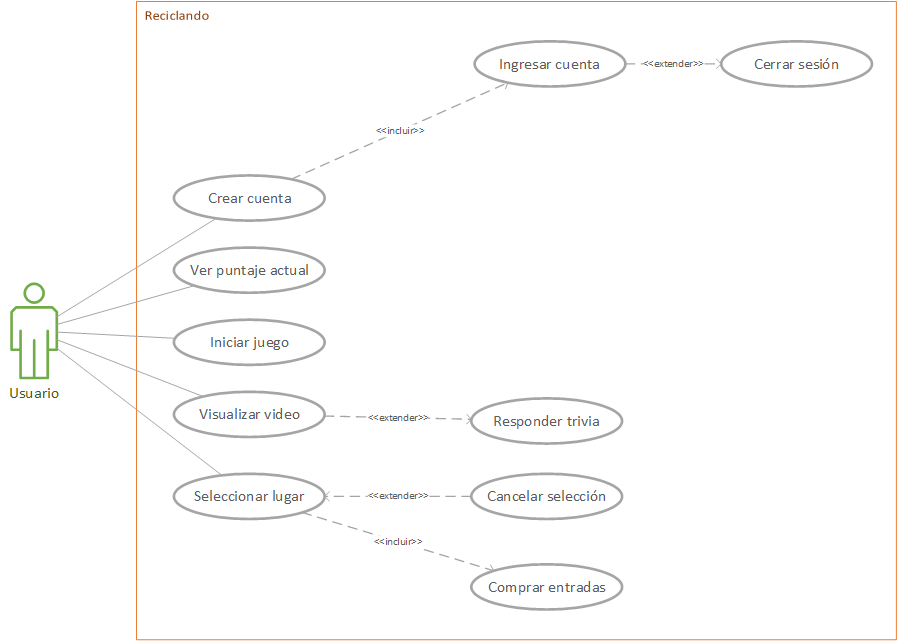 Reciclando
Ingresar cuenta
<<extender>>
Cerrar sesión
<<incluir>>
Crear cuenta
Ver puntaje actual
Iniciar juego
Usuario
Visualizar video
<<extender>>
Responder trivia
Seleccionar lugar
<<extender>>
Cancelar selección
<<incluir>>
Comprar entradas